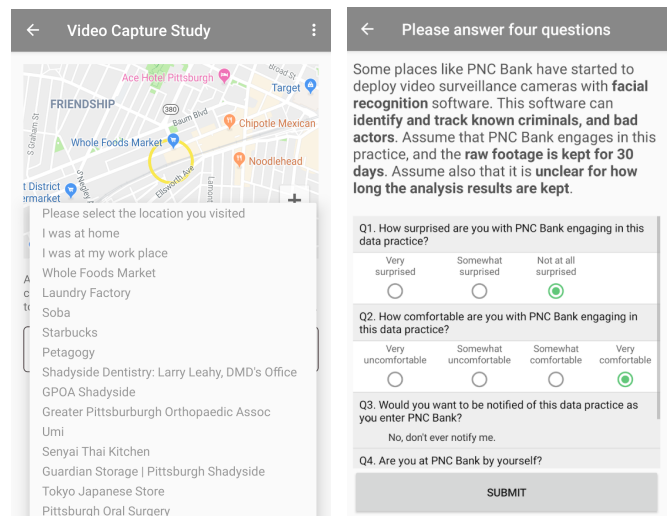 Video Capture Study
Ace Hotel Pittsburgh
Broad St
Target
FRIENDSHIP
380
Baum Blvd
S Graham St
Chipotle Mexican
Whole Foods Market
Noodlehead
S Negley
Ellsworth Ave
Lamont
t District
ermarket
+
Please select the location you visited
I was at home
I was at my work place
Whole Foods Market
Laundry Factory
Soba
Starbucks
Petagogy
Shadyside Dentistry: Larry Leahy, DMD's Office
GPOA Shadyside
Greater Pittsburburgh Orthopaedic Assoc
Umi
Senyai Thai Kitchen
Guardian Storage | Pittsburgh Shadyside
Tokyo Japanese Store
Pittsburgh Oral Surgery
Please answer four questions
Some places like PNC Bank have started to
deploy video surveillance cameras with facial
recognition software. This software can
identify and track known criminals, and bad
actors. Assume that PNC Bank engages in this
practice, and the raw footage is kept for 30
days. Assume also that it is unclear for how
long the analysis results are kept.
Q1. How surprised are you with PNC Bank engaging in this
data practice?
Very surprised
Somewhat surprised
Not at all surprised
Q2. How comfortable are you with PNC Bank engaging in
this data practice?
Very uncomfortable
Somewhat uncomfortable
Somewhat comfortable
Very comfortable
Q3. Would you want to be notified of this data practice as
you enter PNC Bank?
No, don't ever notify me.
Q4. Are you at PNC Bank by yourself?
SUBMIT